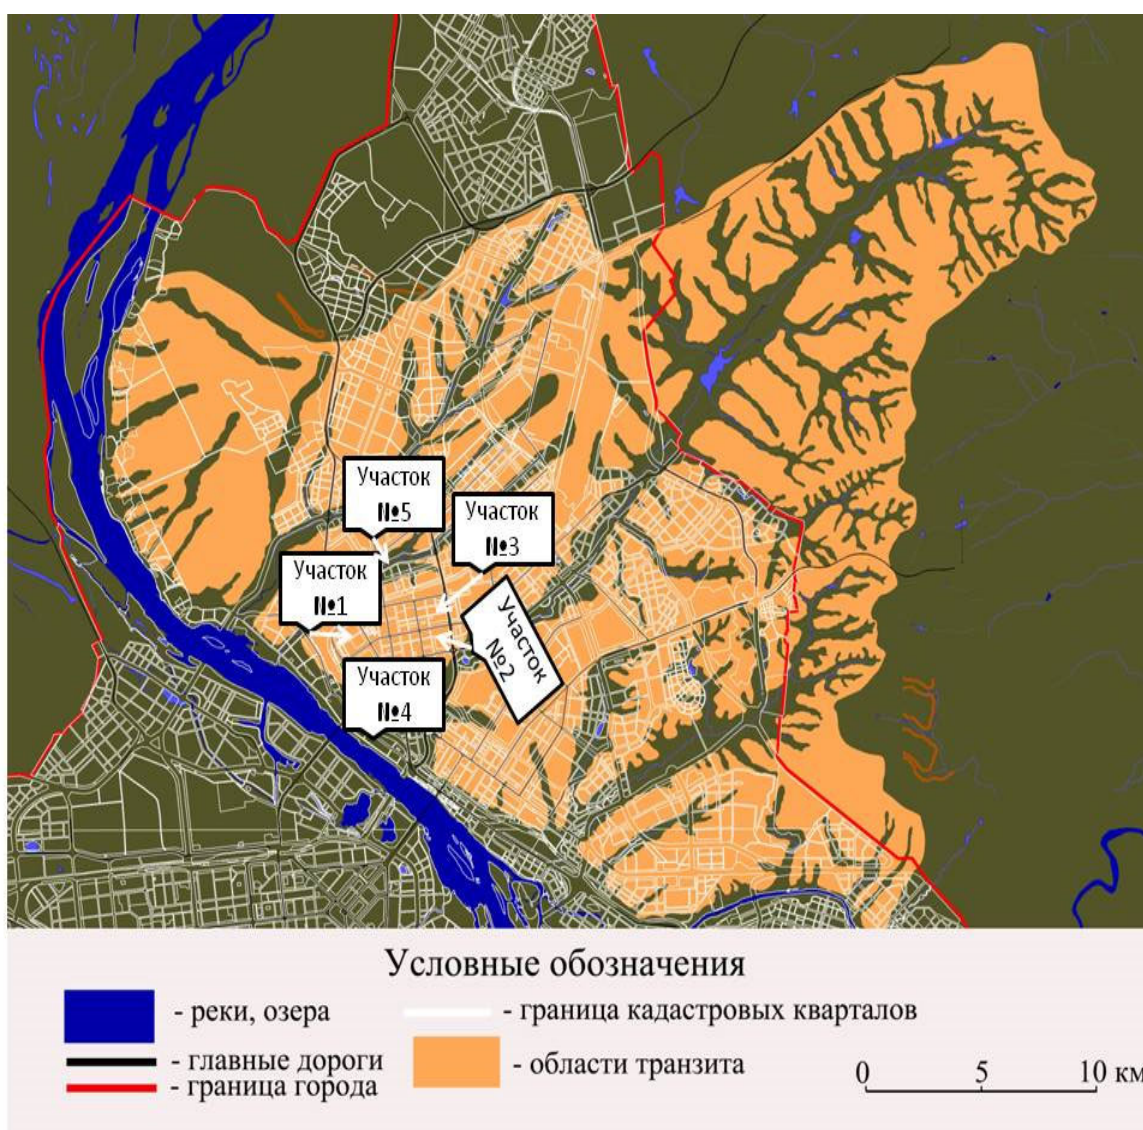 Участок
№5
Участок
№3
Участок
№1
Участок
№2
Участок
№4
Условные обозначения
- реки, озера
- граница кадастровых кварталов
- главные дороги
- области транзита
- граница города
0 5 10 км